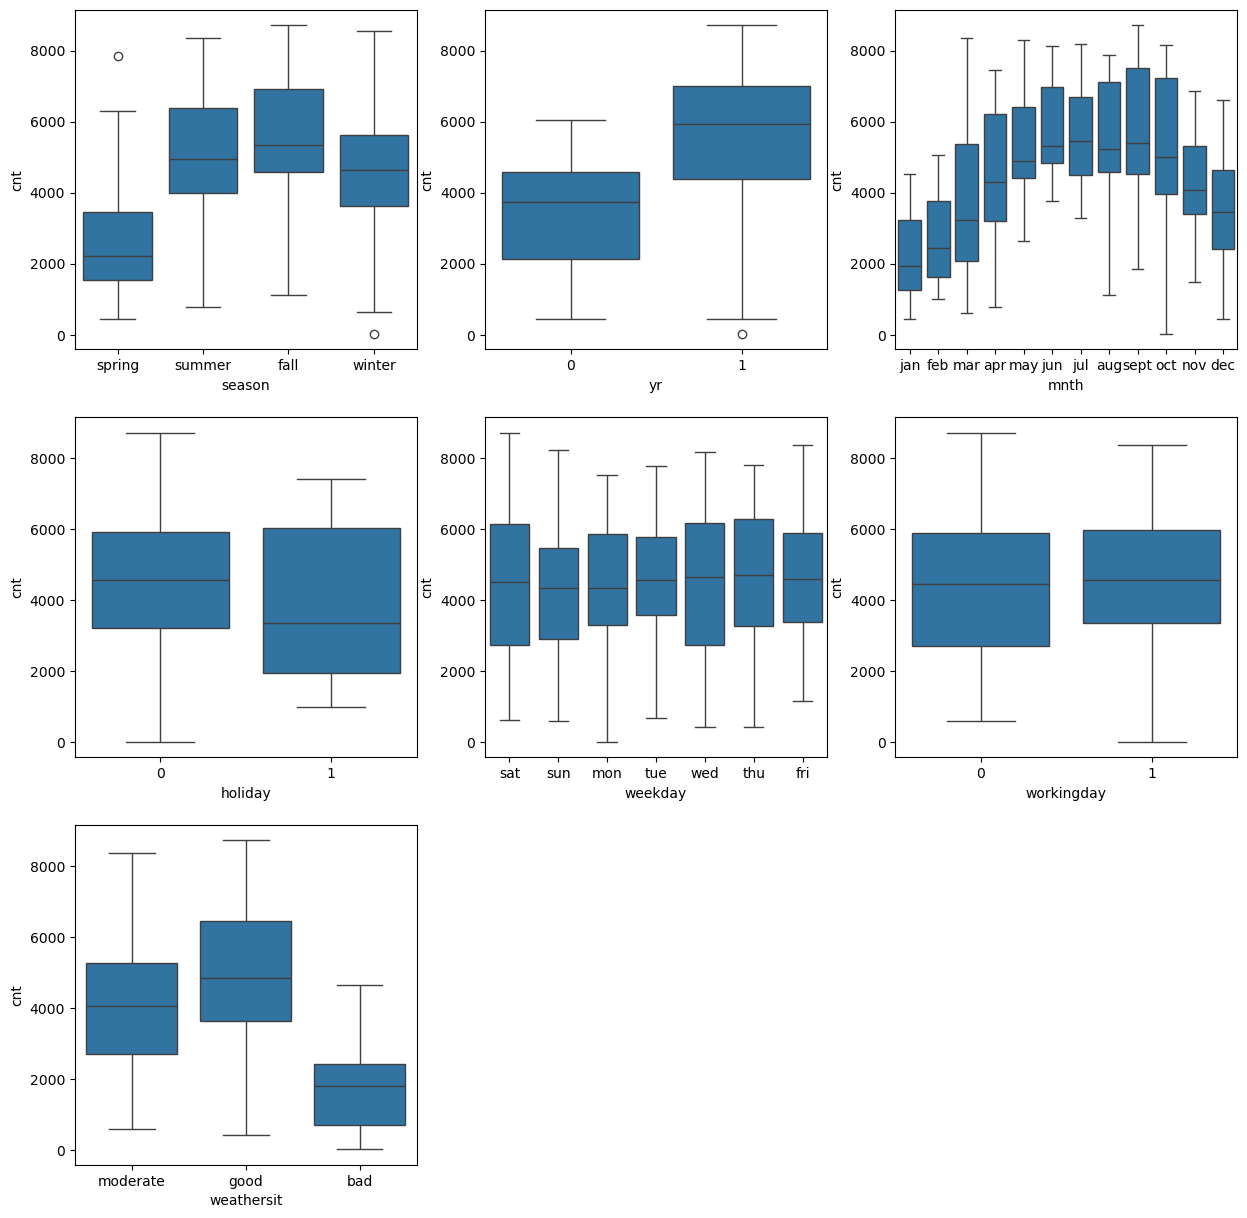 8000
6000
4000
2000
0
cnt
spring summer fall winter
season
8000
6000
4000
2000
0
cnt
0 1
yr
8000
6000
4000
2000
0
cnt
jan feb mar apr may jun jul aug sept oct nov dec
mnth
8000
6000
4000
2000
0
cnt
0 1
holiday
8000
6000
4000
2000
0
cnt
sat sun mon tue wed thu fri
weekday
8000
6000
4000
2000
0
cnt
0 1
workingday
8000
6000
4000
2000
0
cnt
moderate good bad
weathersit